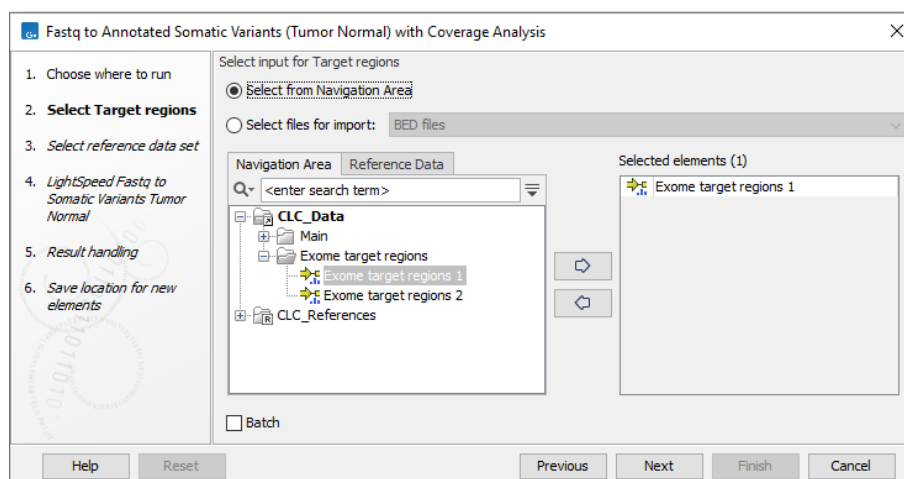 Fastq to Annotated Somatic Variants (Tumor Normal) with Coverage Analysis
1. Choose where to run
2. Select Target regions
3. Select reference data set
4. LightSpeed Fastq to
Somatic Variants Tumor
Normal
5. Result handling
6. Save location for new
elements
Select input for Target regions
Select from Navigation Area
Select files for import: BED files
Navigation Area Reference Data
<enter search term>
CLC_Data
Main
Exome target regions
Exome target regions 1
Exome target regions 2
CLC_References
Selected elements (1)
Exome target regions 1
Batch
Help Reset Previous Next Finish Cancel